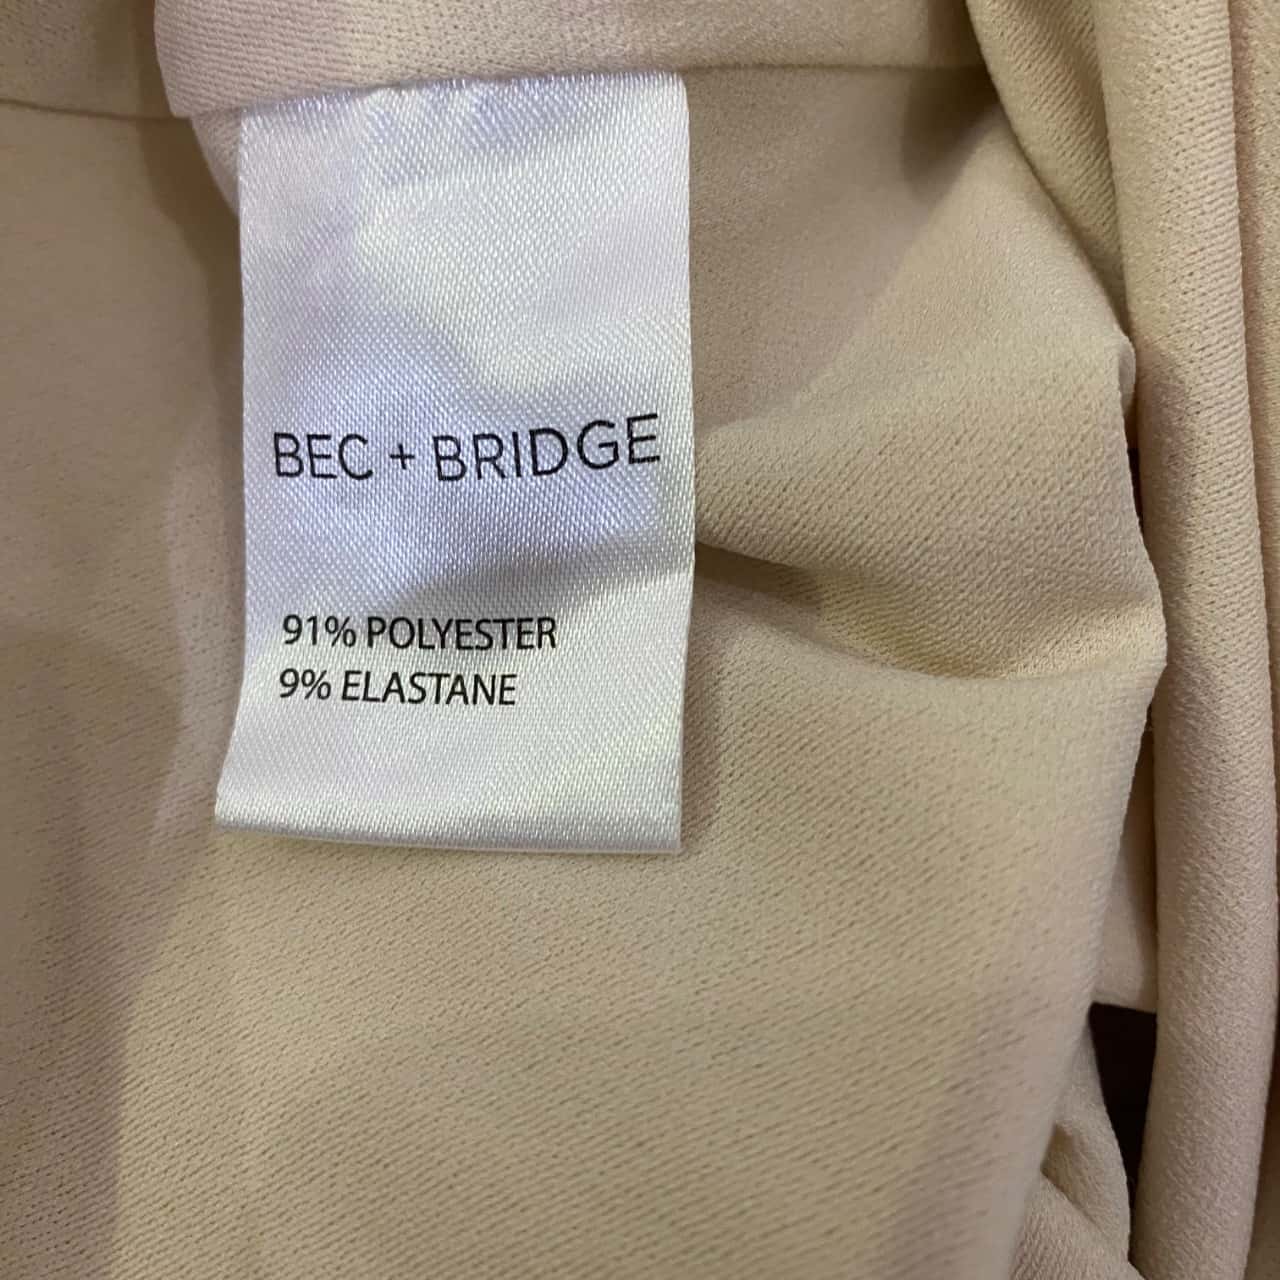 BEC + BRIDGE
91% POLYESTER
9% ELASTANE